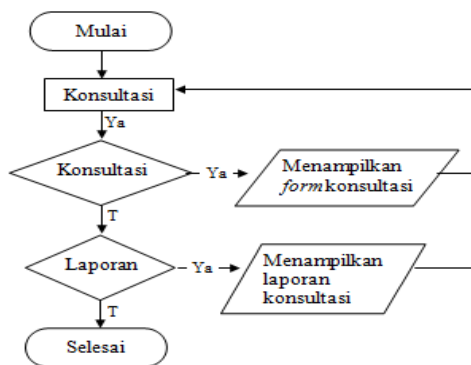 Mulai
Konsultasi
Ya
Konsultasi
Ya
Menampilkan
form konsultasi
T
Laporan
Ya
Menampilkan
laporan
konsultasi
T
Selesai